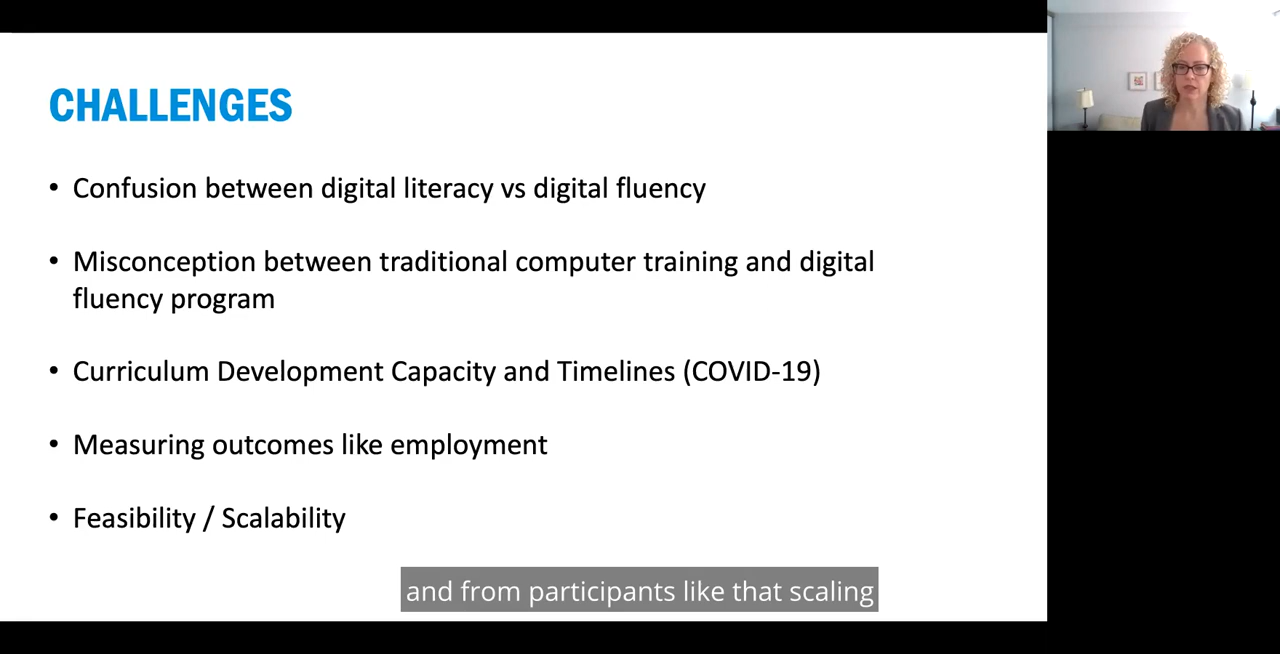 CHALLENGES
• Confusion between digital literacy vs digital fluency
• Misconception between traditional computer training and digital
fluency program
• Curriculum Development Capacity and Timelines (COVID-19)
• Measuring outcomes like employment
• Feasibility / Scalability
and from participants like that scaling